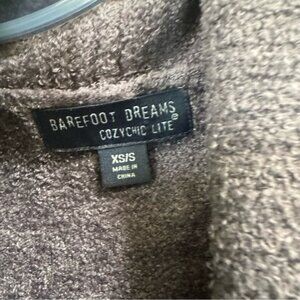 BAREFOOT DREAMS®
COZYCHIC LITE®
XS/S
MADE IN
CHINA